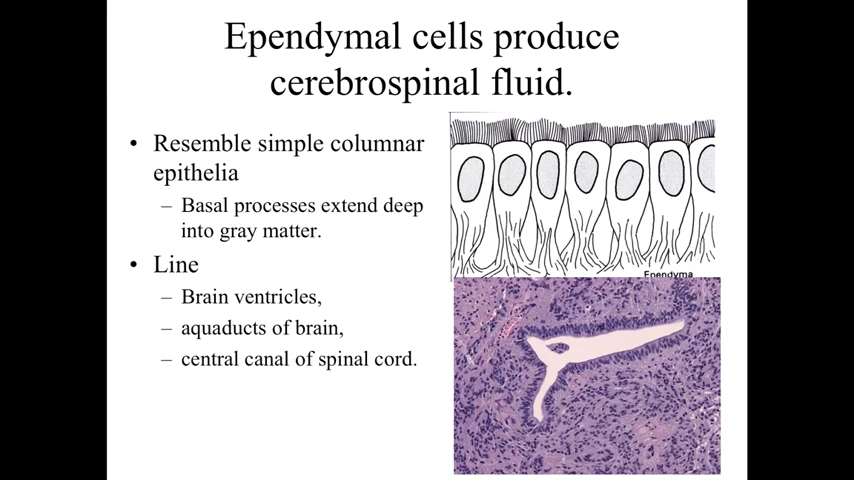 Ependymal cells produce
cerebrospinal fluid.
• Resemble simple columnar
epithelia
– Basal processes extend deep
into gray matter.
• Line
– Brain ventricles,
– aquaducts of brain,
– central canal of spinal cord.
Ependyma